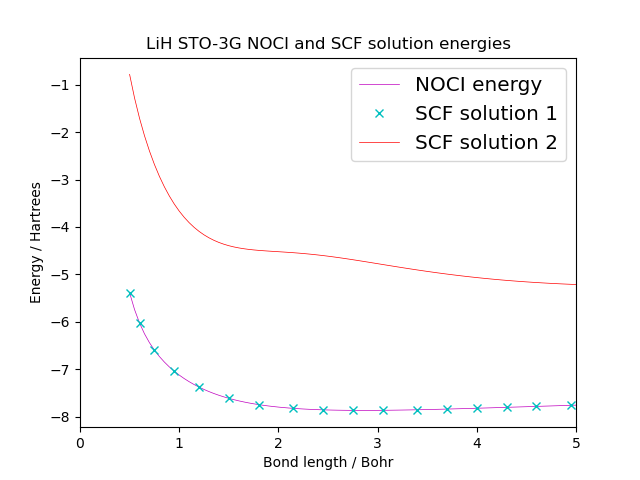 LiH STO-3G NOCI and SCF solution energies
NOCI energy
SCF solution 1
SCF solution 2
Energy / Hartrees
−1
−2
−3
−4
−5
−6
−7
−8
0 1 2 3 4 5
Bond length / Bohr